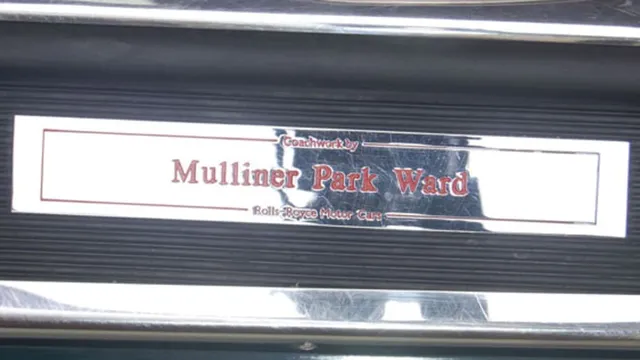 Coachwork by
Mulliner Park Ward
Rolls-Royce Motor Cars